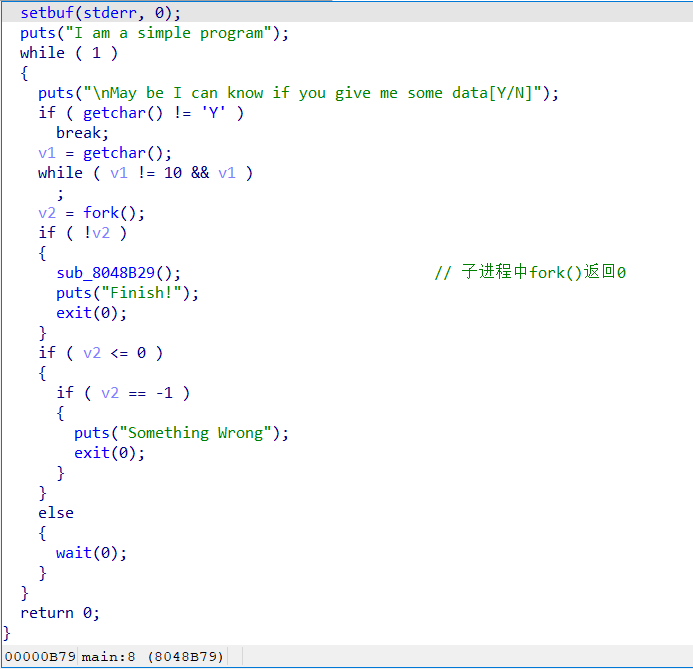 setbuf(stderr, 0);
puts("I am a simple program");
while ( 1 )
{
puts("\nMay be I can know if you give me some data[Y/N]");
if ( getchar() != 'Y' )
break;
v1 = getchar();
while ( v1 != 10 && v1 )
;
v2 = fork();
if ( !v2 )
{
sub_8048B29(); // 子进程中fork()返回0
puts("Finish!");
exit(0);
}
if ( v2 <= 0 )
{
if ( v2 == -1 )
{
puts("Something Wrong");
exit(0);
}
}
else
{
wait(0);
}
}
return 0;
}
00000B79 main:8 (8048B79)